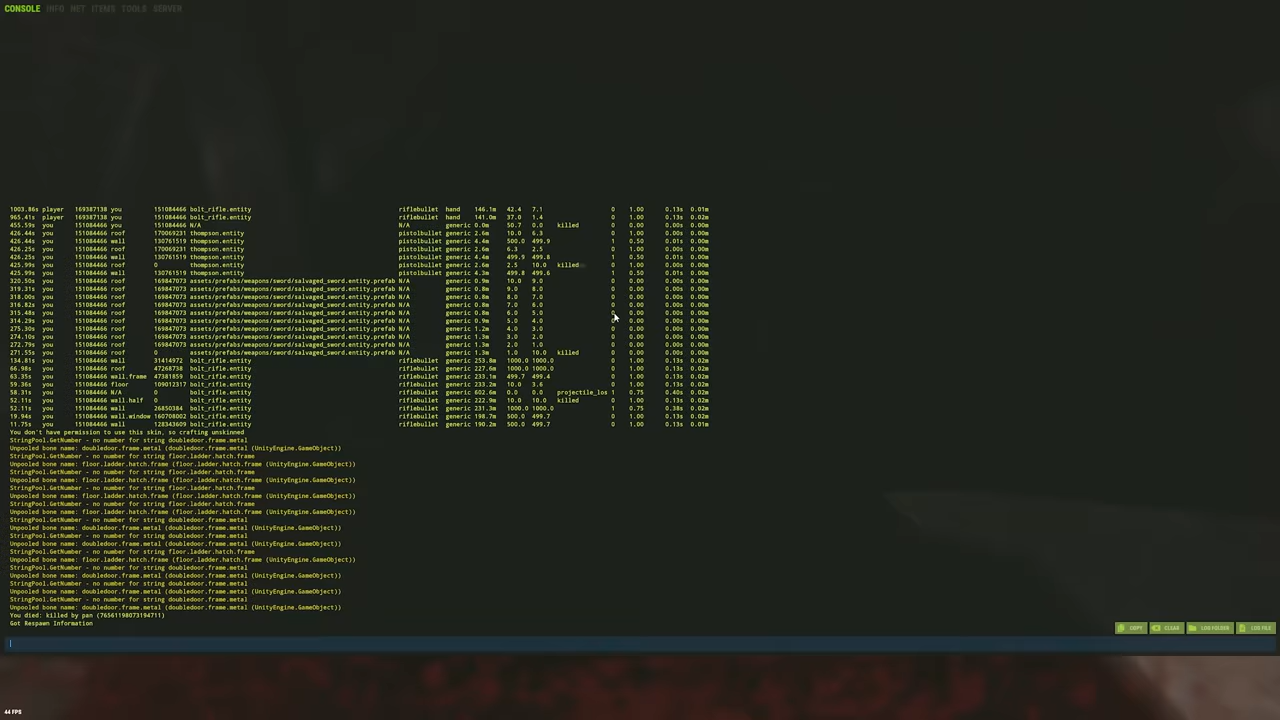 CONSOLE INFO NET ITEMS TOOLS SERVER
1003.86s player 169387138 you 151084466 bolt_rifle.entity riflebullet hand 146.1m 42.4 7.1 0 1.00 0.13s 0.01m
965.41s player 169387138 you 151084466 bolt_rifle.entity riflebullet hand 141.0m 37.0 1.4 0 1.00 0.13s 0.02m
455.59s you 151084466 you 151084466 N/A N/A generic 0.0m 50.7 0.0 killed 0 0.00 0.00s 0.00m
426.44s you 151084466 roof 170069231 thompson.entity pistolbullet generic 2.6m 10.0 6.3 0 1.00 0.00s 0.00m
426.44s you 151084466 wall 130761519 thompson.entity pistolbullet generic 4.4m 500.0 499.9 1 0.50 0.01s 0.00m
426.25s you 151084466 roof 170069231 thompson.entity pistolbullet generic 2.6m 6.3 2.5 0 1.00 0.00s 0.00m
426.25s you 151084466 wall 130761519 thompson.entity pistolbullet generic 4.4m 499.9 499.8 1 0.50 0.01s 0.00m
425.99s you 151084466 roof 0 thompson.entity pistolbullet generic 2.6m 2.5 10.0 killed 0 1.00 0.00s 0.00m
425.99s you 151084466 wall 130761519 thompson.entity pistolbullet generic 4.3m 499.8 499.6 1 0.50 0.01s 0.00m
320.50s you 151084466 roof 169847073 assets/prefabs/weapons/sword/salvaged_sword.entity.prefab N/A generic 0.9m 10.0 9.0 0 0.00 0.00s 0.00m
319.31s you 151084466 roof 169847073 assets/prefabs/weapons/sword/salvaged_sword.entity.prefab N/A generic 0.8m 9.0 8.0 0 0.00 0.00s 0.00m
318.00s you 151084466 roof 169847073 assets/prefabs/weapons/sword/salvaged_sword.entity.prefab N/A generic 0.8m 8.0 7.0 0 0.00 0.00s 0.00m
316.82s you 151084466 roof 169847073 assets/prefabs/weapons/sword/salvaged_sword.entity.prefab N/A generic 0.8m 7.0 6.0 0 0.00 0.00s 0.00m
315.48s you 151084466 roof 169847073 assets/prefabs/weapons/sword/salvaged_sword.entity.prefab N/A generic 0.8m 6.0 5.0 0 0.00 0.00s 0.00m
314.29s you 151084466 roof 169847073 assets/prefabs/weapons/sword/salvaged_sword.entity.prefab N/A generic 0.9m 5.0 4.0 0 0.00 0.00s 0.00m
275.30s you 151084466 roof 169847073 assets/prefabs/weapons/sword/salvaged_sword.entity.prefab N/A generic 1.2m 4.0 3.0 0 0.00 0.00s 0.00m
274.10s you 151084466 roof 169847073 assets/prefabs/weapons/sword/salvaged_sword.entity.prefab N/A generic 1.3m 3.0 2.0 0 0.00 0.00s 0.00m
272.79s you 151084466 roof 169847073 assets/prefabs/weapons/sword/salvaged_sword.entity.prefab N/A generic 1.3m 2.0 1.0 0 0.00 0.00s 0.00m
271.55s you 151084466 roof 0 assets/prefabs/weapons/sword/salvaged_sword.entity.prefab N/A generic 1.3m 1.0 10.0 killed 0 0.00 0.00s 0.00m
134.81s you 151084466 wall 31414972 bolt_rifle.entity riflebullet generic 253.8m 1000.0 1000.0 0 1.00 0.13s 0.02m
66.98s you 151084466 roof 47268738 bolt_rifle.entity riflebullet generic 227.6m 1000.0 1000.0 0 1.00 0.13s 0.02m
63.35s you 151084466 wall.frame 47381859 bolt_rifle.entity riflebullet generic 233.1m 499.7 499.4 0 1.00 0.13s 0.02m
59.36s you 151084466 floor 109012317 bolt_rifle.entity riflebullet generic 233.2m 10.0 3.6 0 1.00 0.13s 0.02m
58.31s you 151084466 N/A 0 bolt_rifle.entity riflebullet generic 602.6m 0.0 0.0 projectile_los 1 0.75 0.40s 0.02m
52.11s you 151084466 wall.half 0 bolt_rifle.entity riflebullet generic 222.9m 10.0 10.0 killed 0 1.00 0.13s 0.02m
52.11s you 151084466 wall 26850384 bolt_rifle.entity riflebullet generic 231.3m 1000.0 1000.0 1 0.75 0.38s 0.02m
19.94s you 151084466 wall.window 160708002 bolt_rifle.entity riflebullet generic 198.7m 500.0 499.7 0 1.00 0.13s 0.02m
11.75s you 151084466 wall 128343609 bolt_rifle.entity riflebullet generic 190.2m 500.0 499.7 0 1.00 0.13s 0.01m
You don't have permission to use this skin, so crafting unskinned
StringPool.GetNumber - no number for string doubledoor.frame.metal
Unpooled bone name: doubledoor.frame.metal (UnityEngine.GameObject))
StringPool.GetNumber - no number for string floor.ladder.hatch.frame
Unpooled bone name: floor.ladder.hatch.frame (floor.ladder.hatch.frame (UnityEngine.GameObject))
StringPool.GetNumber - no number for string floor.ladder.hatch.frame
Unpooled bone name: floor.ladder.hatch.frame (floor.ladder.hatch.frame (UnityEngine.GameObject))
StringPool.GetNumber - no number for string floor.ladder.hatch.frame
Unpooled bone name: floor.ladder.hatch.frame (floor.ladder.hatch.frame (UnityEngine.GameObject))
StringPool.GetNumber - no number for string floor.ladder.hatch.frame
Unpooled bone name: floor.ladder.hatch.frame (floor.ladder.hatch.frame (UnityEngine.GameObject))
StringPool.GetNumber - no number for string doubledoor.frame.metal
Unpooled bone name: doubledoor.frame.metal (UnityEngine.GameObject))
StringPool.GetNumber - no number for string doubledoor.frame.metal
Unpooled bone name: doubledoor.frame.metal (UnityEngine.GameObject))
StringPool.GetNumber - no number for string floor.ladder.hatch.frame
Unpooled bone name: floor.ladder.hatch.frame (floor.ladder.hatch.frame (UnityEngine.GameObject))
StringPool.GetNumber - no number for string doubledoor.frame.metal
Unpooled bone name: doubledoor.frame.metal (UnityEngine.GameObject))
StringPool.GetNumber - no number for string doubledoor.frame.metal
Unpooled bone name: doubledoor.frame.metal (UnityEngine.GameObject))
StringPool.GetNumber - no number for string doubledoor.frame.metal
Unpooled bone name: doubledoor.frame.metal (UnityEngine.GameObject))
You died: killed by pan (76561198073194711)
Got Respawn Information
COPY CLEAR LOG FOLDER LOG FILE
44 FPS